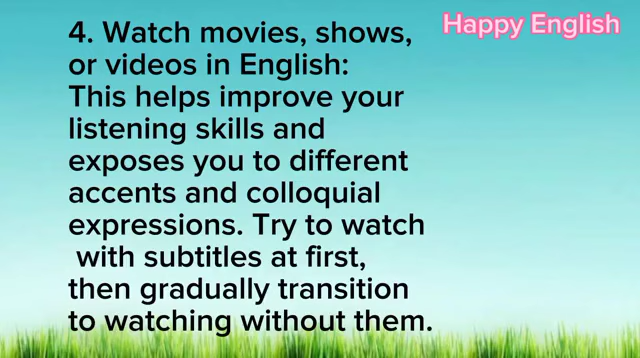 Happy English
4. Watch movies, shows,
or videos in English:
This helps improve your
listening skills and
exposes you to different
accents and colloquial
expressions. Try to watch
with subtitles at first,
then gradually transition
to watching without them.